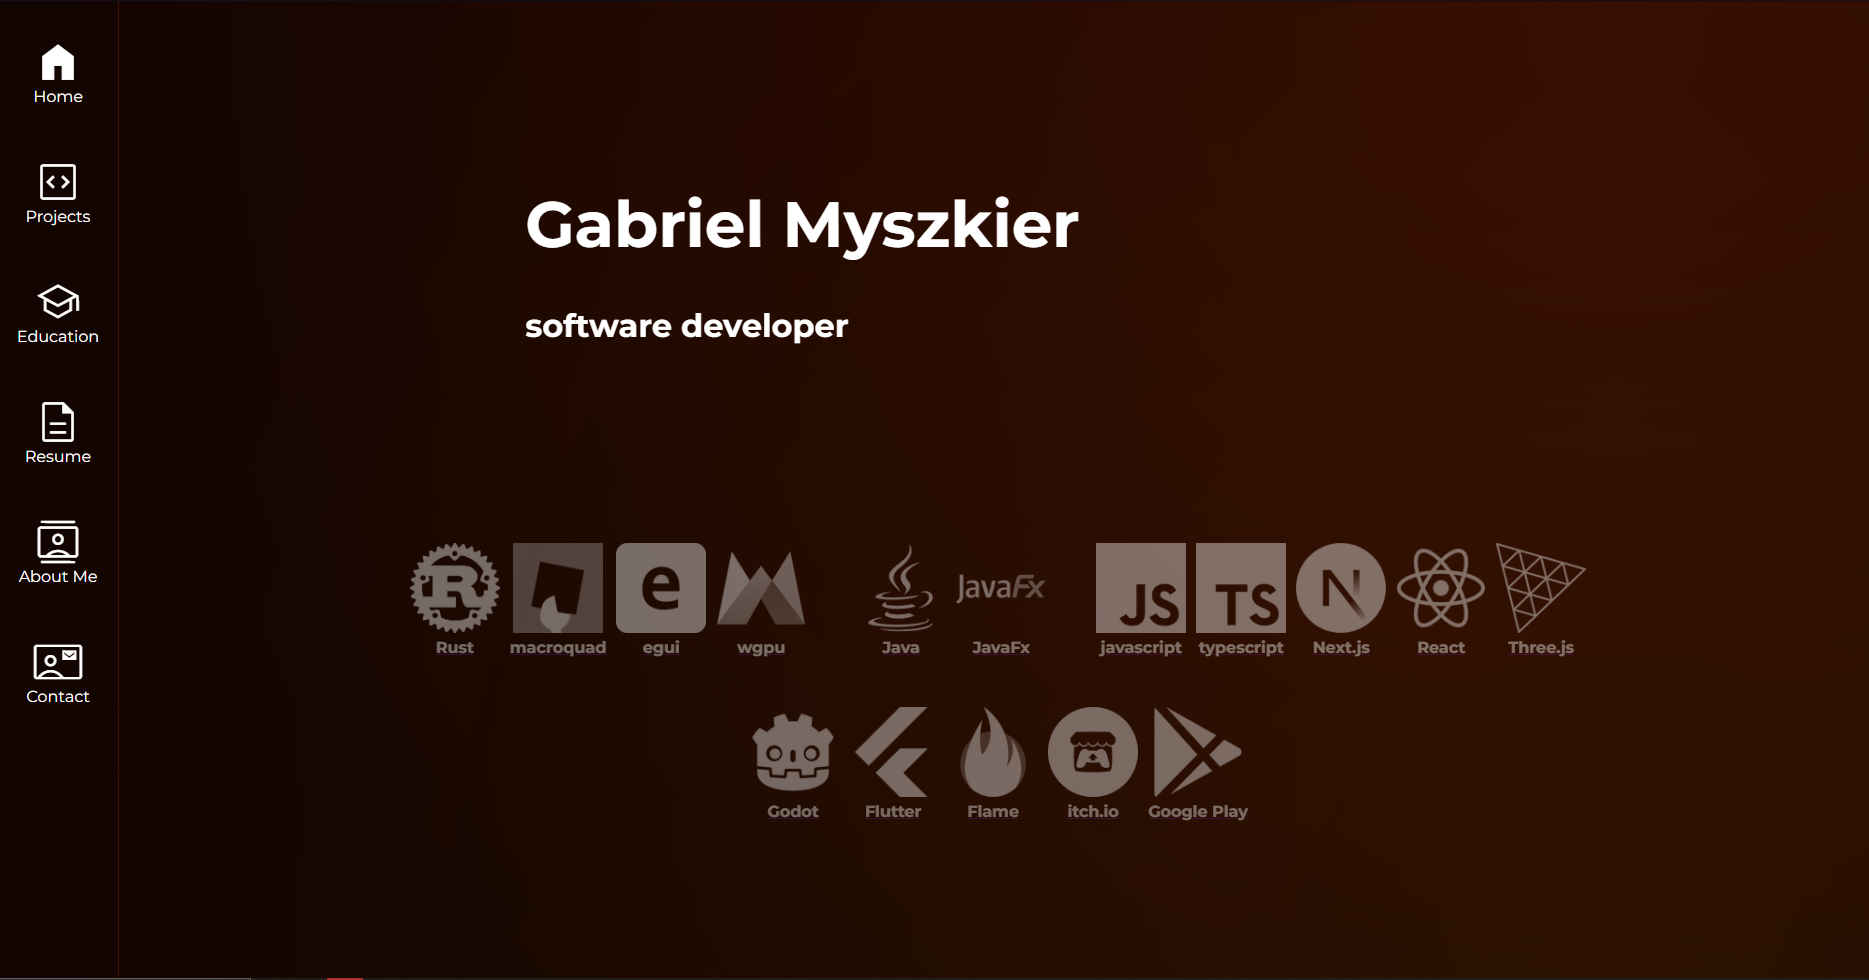 Home
Projects
Education
Resume
About Me
Contact
Gabriel Myszkier
software developer
R
e
JavaFx
JS
TS
N
Rust
macroquad
egui
wgpu
Java
JavaFx
javascript
typescript
Next.js
React
Three.js
Godot
Flutter
Flame
itch.io
Google Play